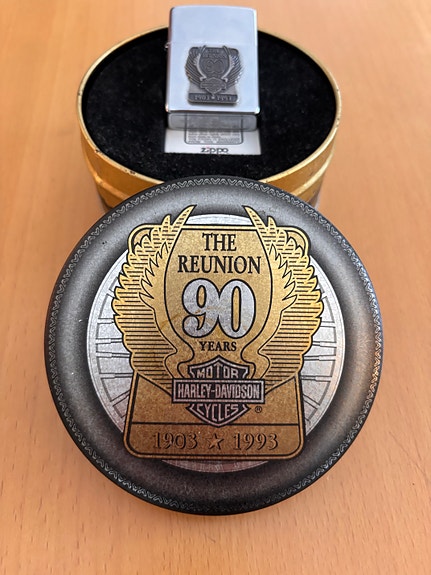 zippo
THE
REUNION
90
YEARS
MOTOR
HARLEY-DAVIDSON
CYCLES
®
1903 ☆ 1993